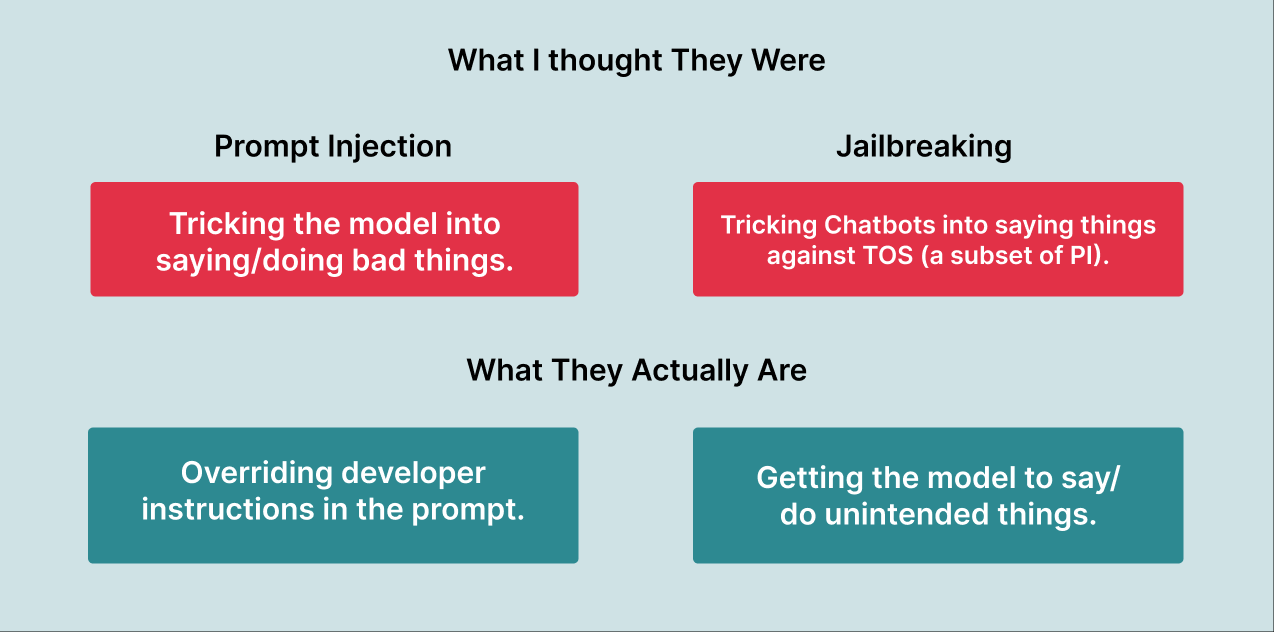 What I thought They Were
Prompt Injection
Jailbreaking
Tricking the model into
saying/doing bad things.
Tricking Chatbots into saying things
against TOS (a subset of PI).
What They Actually Are
Overriding developer
instructions in the prompt.
Getting the model to say/
do unintended things.